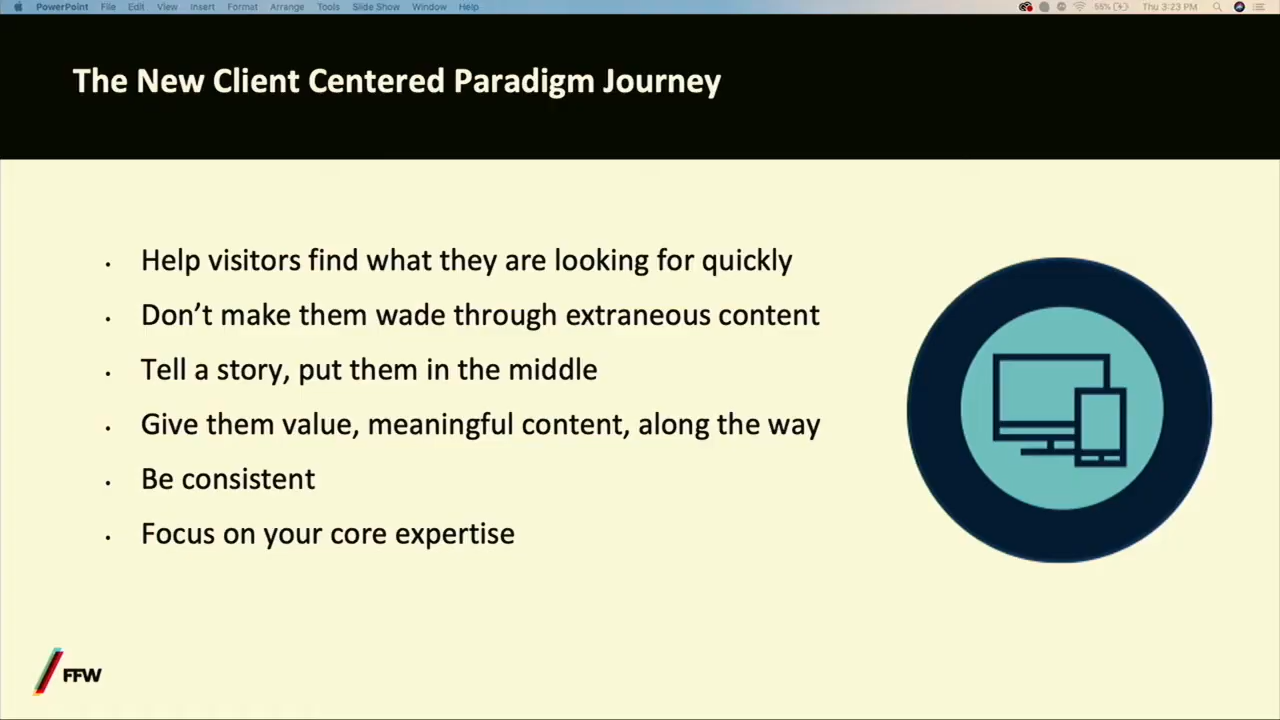 PowerPoint File Edit View Insert Format Arrange Tools Slide Show Window Help 55% Thu 3:23 PM
The New Client Centered Paradigm Journey
• Help visitors find what they are looking for quickly
• Don’t make them wade through extraneous content
• Tell a story, put them in the middle
• Give them value, meaningful content, along the way
• Be consistent
• Focus on your core expertise
FFW